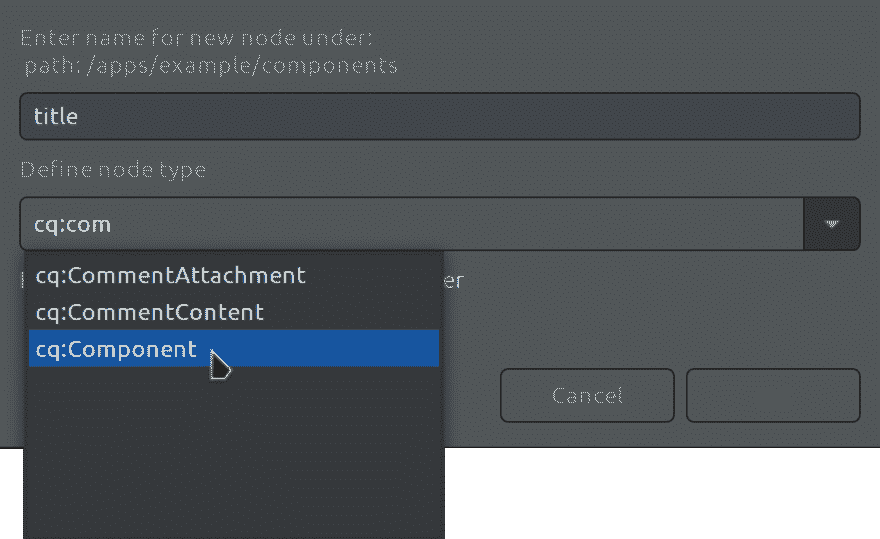 Enter name for new node under:
path: /apps/example/components
title
Define node type
cq:com
cq:CommentAttachment
er
cq:CommentContent
cq:Component
Cancel